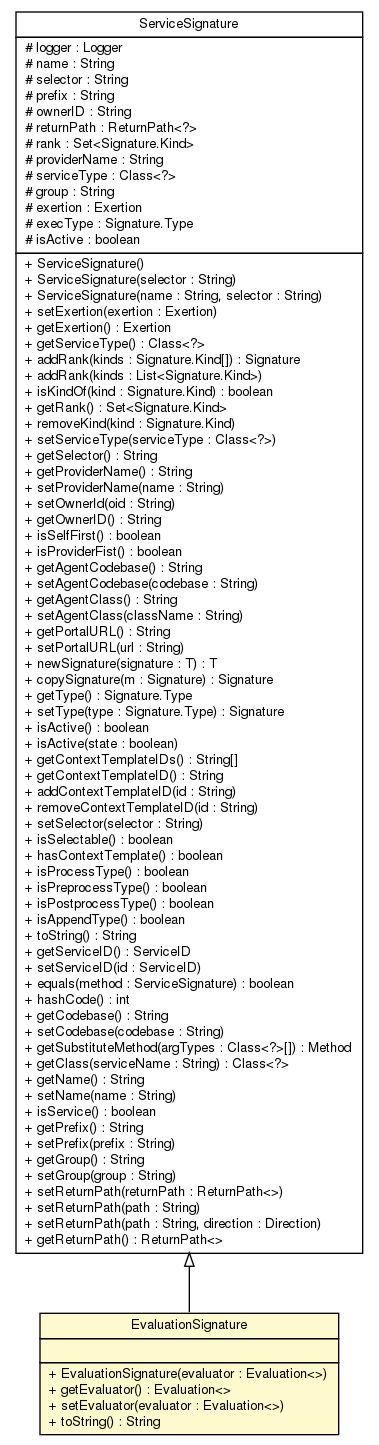 ServiceSignature
# logger : Logger
# name : String
# selector : String
# prefix : String
# ownerID : String
# returnPath : ReturnPath<?>
# rank : Set<Signature.Kind>
# providerName : String
# serviceType : Class<?>
# group : String
# exertion : Exertion
# execType : Signature.Type
# isActive : boolean
+ ServiceSignature()
+ ServiceSignature(selector : String)
+ ServiceSignature(name : String, selector : String)
+ setExertion(exertion : Exertion)
+ getExertion() : Exertion
+ getServiceType() : Class<?>
+ addRank(kinds : Signature.Kind[]) : Signature
+ addRank(kinds : List<Signature.Kind>)
+ isKindOf(kind : Signature.Kind) : boolean
+ getRank() : Set<Signature.Kind>
+ removeKind(kind : Signature.Kind)
+ setServiceType(serviceType : Class<?>)
+ getSelector() : String
+ getProviderName() : String
+ setProviderName(name : String)
+ setOwnerId(oid : String)
+ getOwnerID() : String
+ isSelfFirst() : boolean
+ isProviderFist() : boolean
+ getAgentCodebase() : String
+ setAgentCodebase(codebase : String)
+ getAgentClass() : String
+ setAgentClass(className : String)
+ getPortalURL() : String
+ setPortalURL(url : String)
+ newSignature(signature : T) : T
+ copySignature(m : Signature) : Signature
+ getType() : Signature.Type
+ setType(type : Signature.Type) : Signature
+ isActive() : boolean
+ isActive(state : boolean)
+ getContextTemplateIDs() : String[]
+ getContextTemplateID() : String
+ addContextTemplateID(id : String)
+ removeContextTemplateID(id : String)
+ setSelector(selector : String)
+ isSelectable() : boolean
+ hasContextTemplate() : boolean
+ isProcessType() : boolean
+ isPreprocessType() : boolean
+ isPostprocessType() : boolean
+ isAppendType() : boolean
+ toString() : String
+ getServiceID() : ServiceID
+ setServiceID(id : ServiceID)
+ equals(method : ServiceSignature) : boolean
+ hashCode() : int
+ getCodebase() : String
+ setCodebase(codebase : String)
+ getSubstituteMethod(argTypes : Class<?>[]) : Method
+ getClass(serviceName : String) : Class<?>
+ getName() : String
+ setName(name : String)
+ isService() : boolean
+ getPrefix() : String
+ setPrefix(prefix : String)
+ getGroup() : String
+ setGroup(group : String)
+ setReturnPath(returnPath : ReturnPath<>)
+ setReturnPath(path : String)
+ setReturnPath(path : String, direction : Direction)
+ getReturnPath() : ReturnPath<>
EvaluationSignature
+ EvaluationSignature(evaluator : Evaluation<>)
+ getEvaluator() : Evaluation<>
+ setEvaluator(evaluator : Evaluation<>)
+ toString() : String